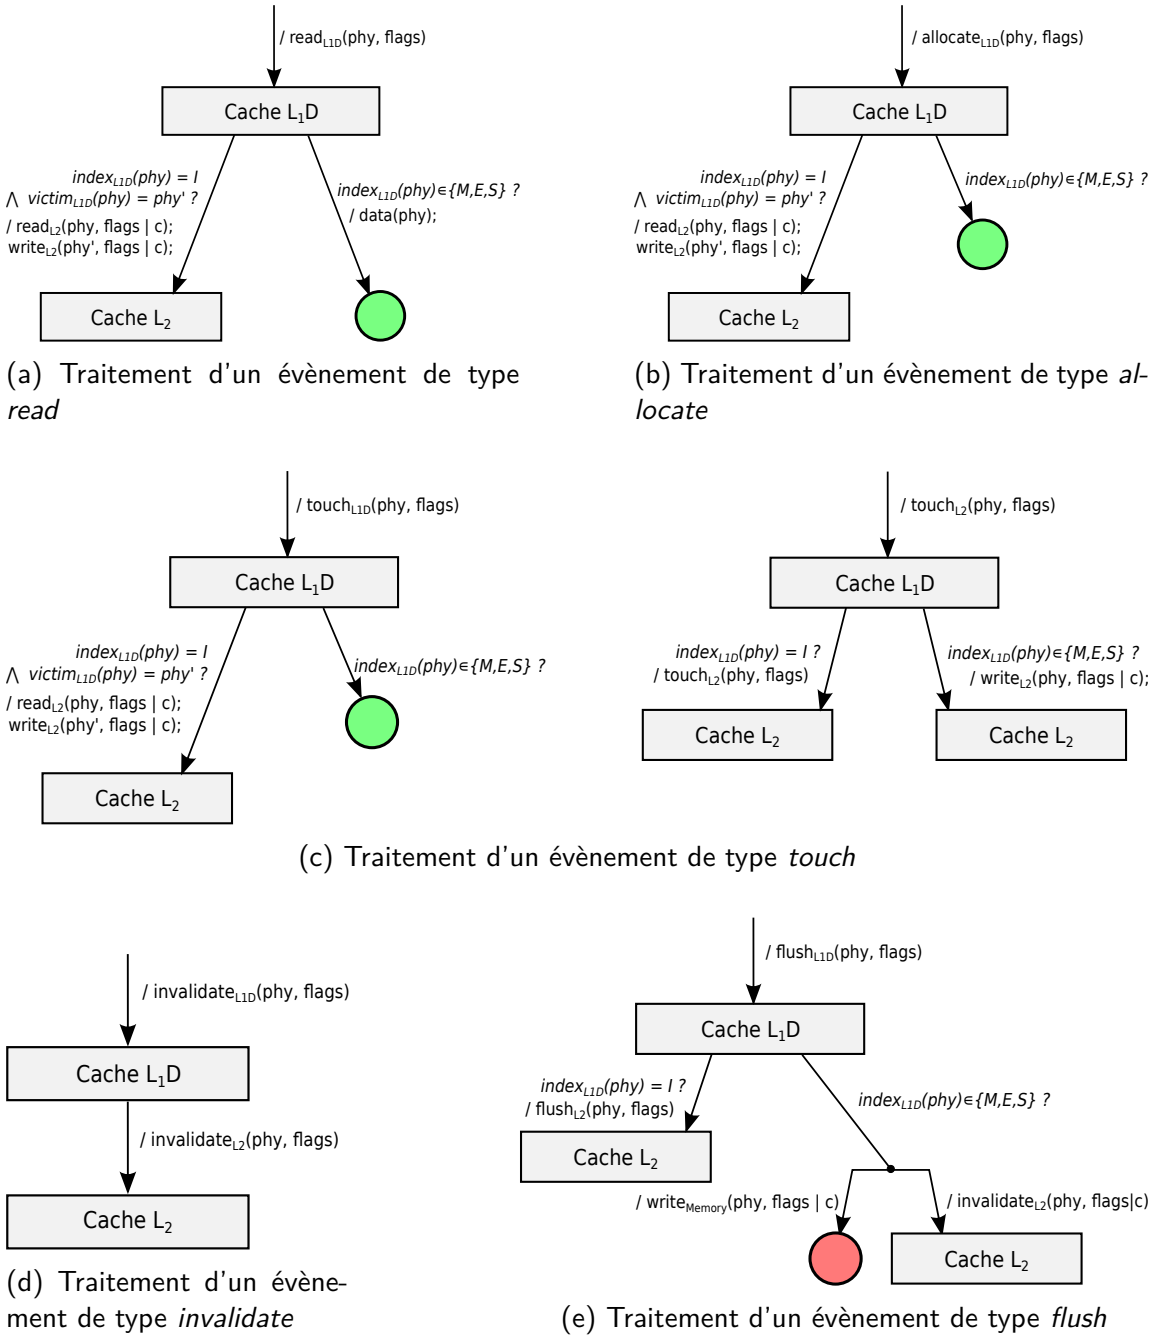 / readL1D(phy, flags)
Cache L1D
indexL1D(phy) = I
⋀ victimL1D(phy) = phy' ?
/ readL2(phy, flags | c);
writeL2(phy', flags | c);
indexL1D(phy)∊{M,E,S} ?
/ data(phy);
Cache L2
(a) Traitement d'un évènement de type
read
/ allocateL1D(phy, flags)
Cache L1D
indexL1D(phy) = I
⋀ victimL1D(phy) = phy' ?
/ readL2(phy, flags | c);
writeL2(phy', flags | c);
indexL1D(phy)∊{M,E,S} ?
Cache L2
(b) Traitement d'un évènement de type al-
locate
/ touchL1D(phy, flags)
Cache L1D
indexL1D(phy) = I
⋀ victimL1D(phy) = phy' ?
/ readL2(phy, flags | c);
writeL2(phy', flags | c);
indexL1D(phy)∊{M,E,S} ?
Cache L2
/ touchL2(phy, flags)
Cache L1D
indexL1D(phy) = I ?
/ touchL2(phy, flags)
indexL1D(phy)∊{M,E,S} ?
/ writeL2(phy, flags | c);
Cache L2
Cache L2
(c) Traitement d'un évènement de type touch
/ invalidateL1D(phy, flags)
Cache L1D
/ invalidateL2(phy, flags)
Cache L2
(d) Traitement d'un évène-
ment de type invalidate
/ flushL1D(phy, flags)
Cache L1D
indexL1D(phy) = I ?
/ flushL2(phy, flags)
indexL1D(phy)∊{M,E,S} ?
Cache L2
/ writeMemory(phy, flags | c)
/ invalidateL2(phy, flags|c)
Cache L2
(e) Traitement d'un évènement de type flush